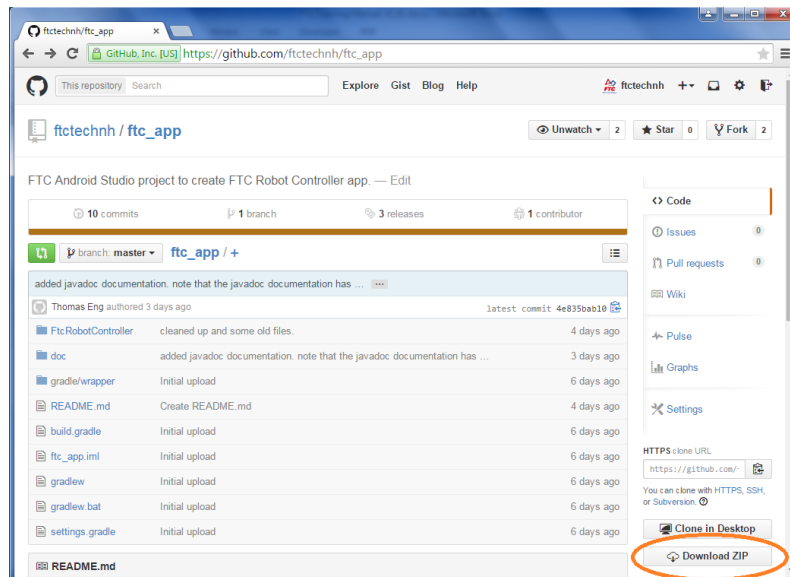 ftctechnh/ftc_app
GitHub, Inc. [US] https://github.com/ftctechnh/ftc_app
This repository Search Explore Gist Blog Help ftctechnh
ftctechnh / ftc_app Unwatch 2 Star 0 Fork 2
FTC Android Studio project to create FTC Robot Controller app. — Edit
10 commits 1 branch 3 releases 1 contributor
branch: master ftc_app / +
added javadoc documentation. note that the javadoc documentation has …
Thomas Eng authored 3 days ago latest commit 4e835bab10
FtcRobotController cleaned up and some old files. 4 days ago
doc added javadoc documentation. note that the javadoc documentation has … 3 days ago
gradle/wrapper Initial upload 6 days ago
README.md Create README.md 4 days ago
build.gradle Initial upload 6 days ago
ftc_app.iml Initial upload 6 days ago
gradlew Initial upload 6 days ago
gradlew.bat Initial upload 6 days ago
settings.gradle Initial upload 6 days ago
README.md
Code
Issues 0
Pull requests 0
Wiki
Pulse
Graphs
Settings
HTTPS clone URL
https://github.com/
You can clone with HTTPS, SSH,
or Subversion.
Clone in Desktop
Download ZIP